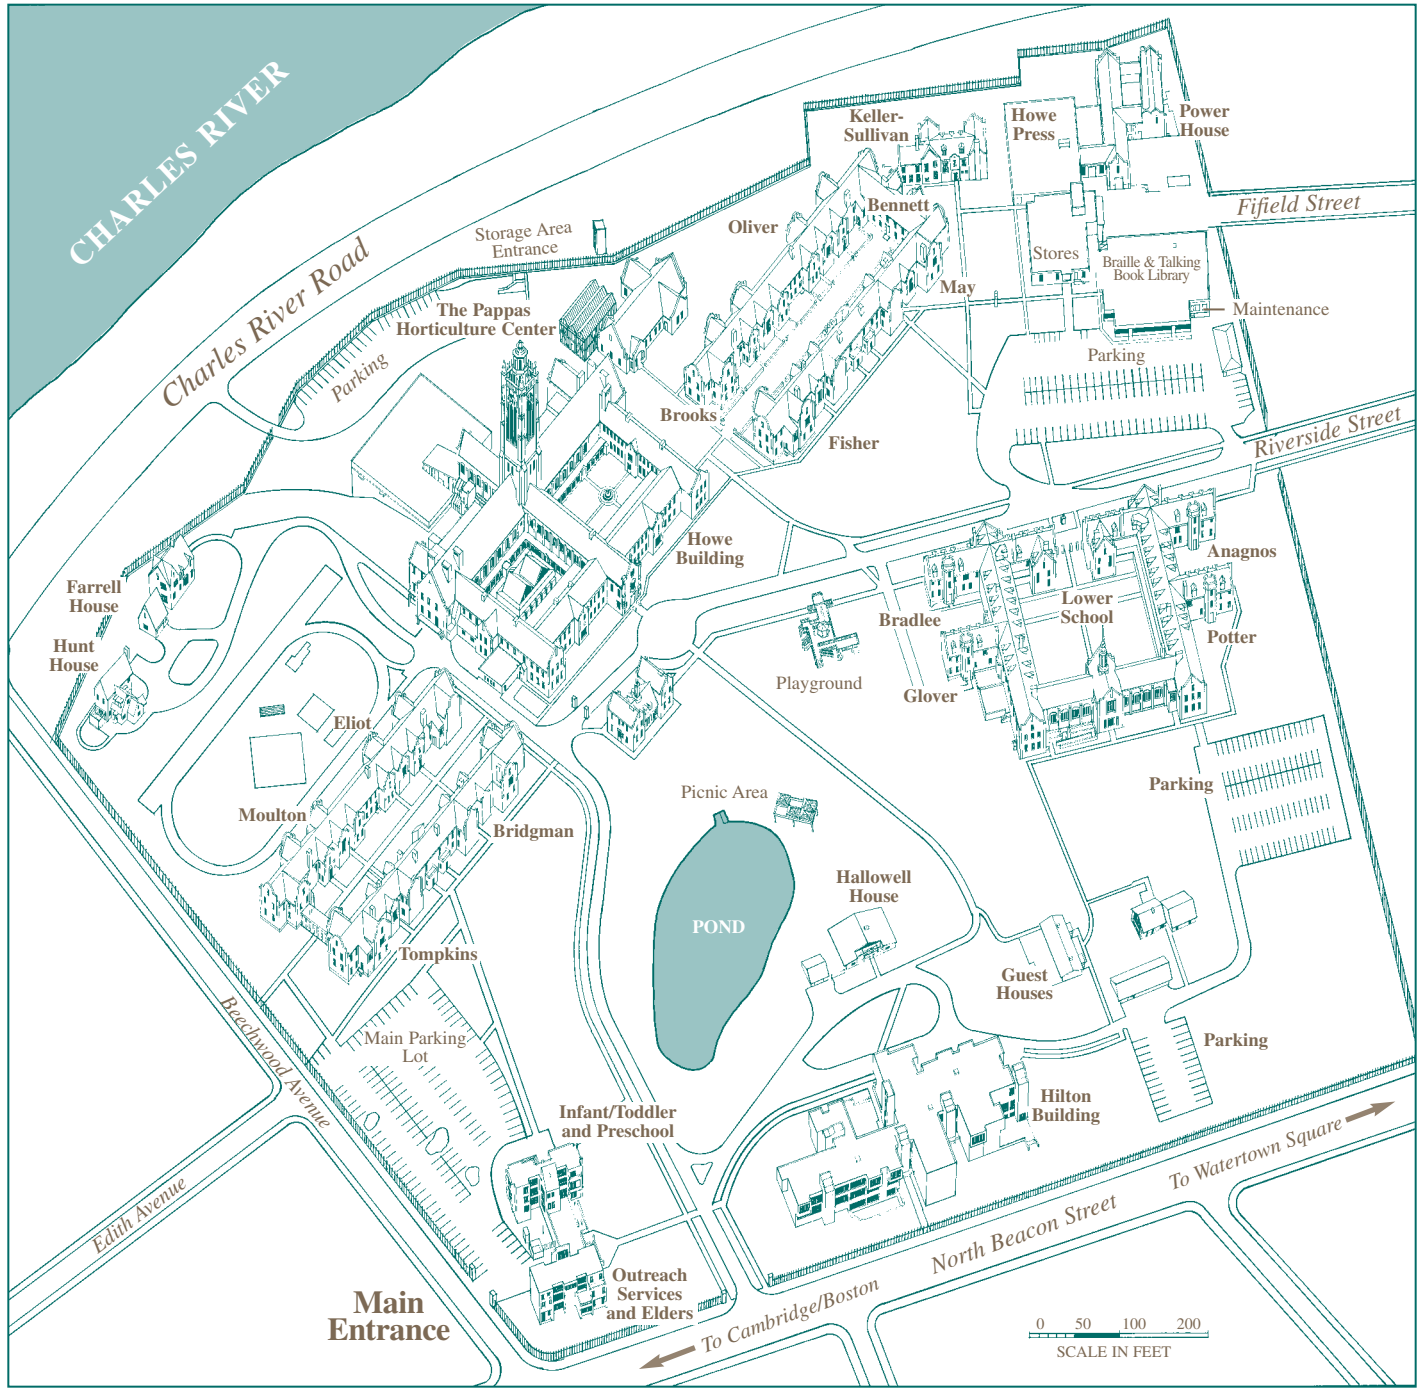 CHARLES RIVER
Charles River Road
Storage Area
Entrance
Keller-
Sullivan
Howe
Press
Power
House
Fifield Street
Oliver
Bennett
Stores
Braille & Talking
Book Library
Maintenance
The Pappas
Horticulture Center
May
Parking
Parking
Brooks
Fisher
Riverside Street
Howe
Building
Anagnos
Farrell
House
Lower
School
Bradlee
Potter
Hunt
House
Playground
Glover
Eliot
Parking
Picnic Area
Moulton
Bridgman
Hallowell
House
POND
Tompkins
Guest
Houses
Beechwood Avenue
Main Parking
Lot
Parking
Hilton
Building
Infant/Toddler
and Preschool
To Watertown Square
Edith Avenue
North Beacon Street
Outreach
Services
and Elders
Main
Entrance
To Cambridge/Boston
0 50 100 200
SCALE IN FEET